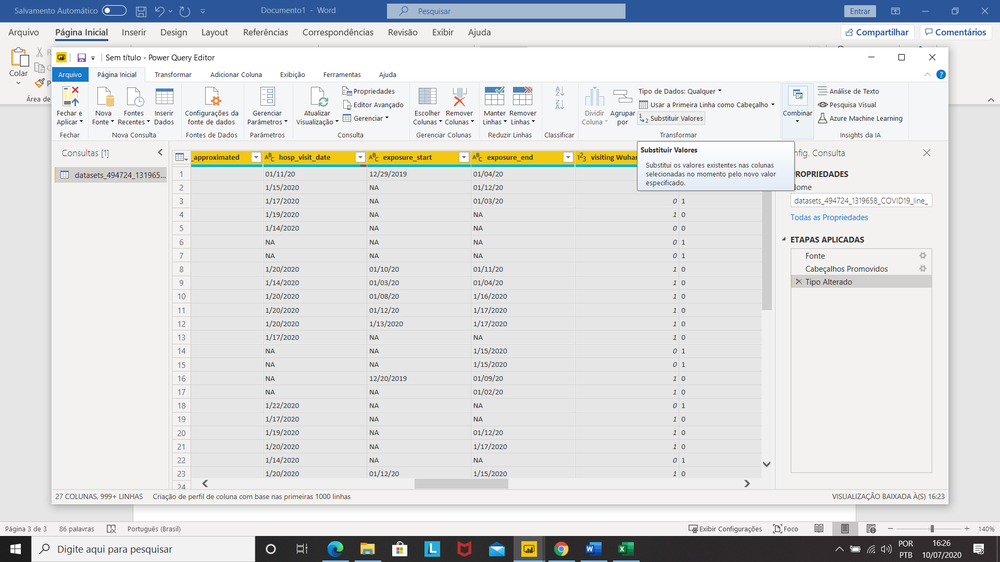 Salvamento Automático
Documento1 - Word
Pesquisar
Entrar
Arquivo
Página Inicial
Inserir
Design
Layout
Referências
Correspondências
Revisão
Exibir
Ajuda
Compartilhar
Comentários
Colar
Área de
Sem título - Power Query Editor
Arquivo
Página Inicial
Transformar
Adicionar Coluna
Exibição
Ferramentas
Ajuda
Fechar e Aplicar
Nova Fonte
Fontes Recentes
Inserir Dados
Configurações da fonte de dados
Gerenciar Parâmetros
Atualizar Visualização
Propriedades
Editor Avançado
Gerenciar
Escolher Colunas
Remover Colunas
Manter Linhas
Remover Linhas
Dividir Coluna
Agrupar por
Tipo de Dados: Qualquer
Usar a Primeira Linha como Cabeçalho
Substituir Valores
Combinar
Análise de Texto
Pesquisa Visual
Azure Machine Learning
Fechar
Nova Consulta
Fontes de Dados
Parâmetros
Consulta
Gerenciar Colunas
Reduzir Linhas
Classificar
Transformar
Insights da IA
Consultas [1]
datasets_494724_131965...
Substituir Valores
Substitui os valores existentes nas colunas
selecionadas no momento pelo novo valor
especificado.
_approximated hosp_visit_date exposure_start exposure_end visiting Wuhan
1 01/11/20 12/29/2019 01/04/20
2 1/15/2020 NA 01/12/20
3 1/17/2020 NA 01/03/20 0 1
4 1/19/2020 NA NA 1 0
5 1/14/2020 NA NA 0 0
6 NA NA NA 0 1
7 NA NA NA 0 1
8 1/20/2020 01/10/20 01/11/20 1 0
9 1/14/2020 01/03/20 01/04/20 1 0
10 1/20/2020 01/08/20 1/16/2020 1 0
11 1/20/2020 01/12/20 1/17/2020 1 0
12 1/20/2020 1/13/2020 1/17/2020 1 0
13 1/17/2020 NA NA 1 0
14 NA NA 1/15/2020 0 1
15 NA NA 1/15/2020 0 1
16 NA 12/20/2019 01/09/20 1 0
17 NA NA 01/02/20 1 0
18 1/22/2020 NA NA 0 1
19 1/17/2020 NA NA 1 0
20 1/19/2020 NA 01/12/20 1 0
21 1/20/2020 NA 1/17/2020 1 0
22 1/14/2020 NA NA 0 1
23 1/20/2020 01/12/20 1/15/2020 1 0
24
nfig. Consulta
PROPRIEDADES
Nome
datasets_494724_1319658_COVID19_line_
Todas as Propriedades
ETAPAS APLICADAS
Fonte
Cabeçalhos Promovidos
Tipo Alterado
27 COLUNAS, 999+ LINHAS
Criação de perfil de coluna com base nas primeiras 1000 linhas
VISUALIZAÇÃO BAIXADA À(S) 16:23
Página 3 de 3
86 palavras
Português (Brasil)
Exibir Configurações
Foco
140%
Digite aqui para pesquisar
POR
PTB
16:26
10/07/2020